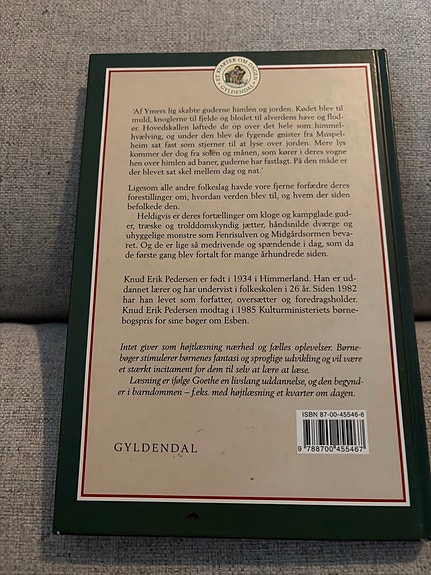 ET KVARTER OM DAGEN
GYLDENDAL
'Af Ymers lig skabte guderne himlen og jorden. Kødet blev til
muld, knoglerne til fjelde og blodet til alverdens have og flo-
der. Hovedskallen løftede de op over det hele som himmel-
hvælving, og under den blev de flyvende gnister fra Muspel-
heim sat fast som stjerner til at lyse over jorden. Mere lys
kommer der dog fra solen og månen, som kører i deres vogne
hen over himlen ad baner, guderne har fastlagt. På den måde er
der blevet sat skel mellem dag og nat.'
Ligesom alle andre folkeslag havde vore fjerne forfædre deres
forestillinger om, hvordan verden blev til, og hvem der siden
befolkede den.
Heldigvis er deres fortællinger om kloge og kampglade gud-
er, træske og trolddomskyndig jætter, håndsnilde dværge og
uhyggelige monstre som Fenrisulven og Midgårdsormen beva-
ret. Og de er lige så medrivende og spændende i dag, som da
de første gang blev fortalt for mange århundrede siden.
Knud Erik Pedersen er født i 1934 i Himmerland. Han er ud-
dannet lærer og har undervist i folkeskolen i 26 år. Siden 1982
har han levet som forfatter, oversætter og foredragsholder.
Knud Erik Pedersen modtag i 1985 Kulturministeriets børne-
bogspris for sine bøger om Esben.
Intet giver som højtlæsning nærhed og fælles oplevelser. Børne-
bøger stimulerer børnenes fantasi og sproglige udvikling og vil være
et stærkt incitament for dem til selv at lære at læse.
Læsning er ifølge Goethe en livslang uddannelse, og den begynd-
er i barndommen – f.eks. med højtlæsning et kvarter om dagen.
ISBN 87-00-45546-6
9 788700 455467
GYLDENDAL